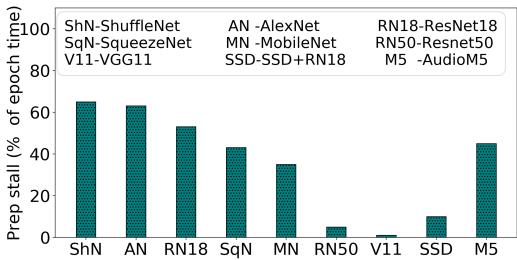 Prep stall (% of epoch time)
100
80
60
40
20
0
ShN-ShuffleNet AN -AlexNet RN18-ResNet18
SqN-SqueezeNet MN -MobileNet RN50-Resnet50
V11-VGG11 SSD-SSD+RN18 M5 -AudioM5
ShN AN RN18 SqN MN RN50 V11 SSD M5